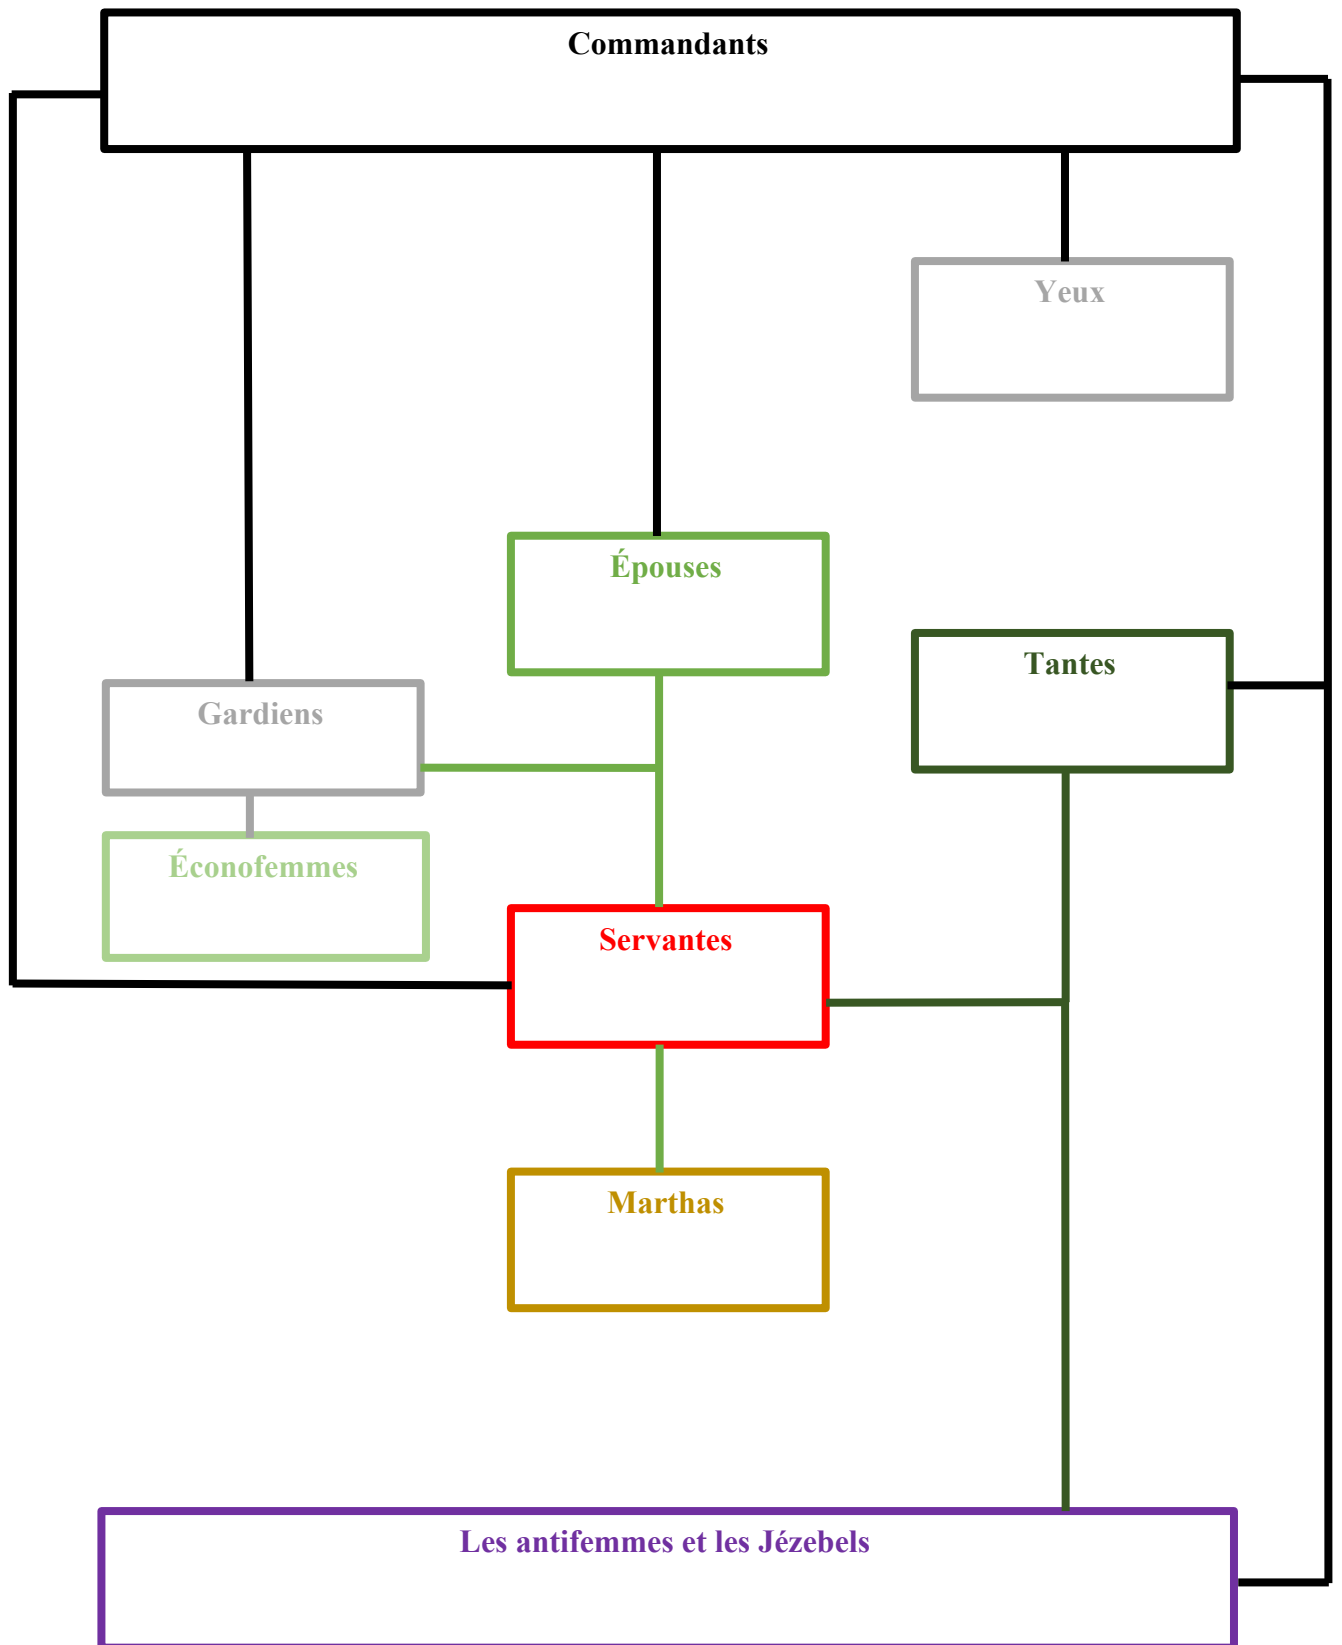 Commandants
Yeux
Épouses
Tantes
Gardiens
Éconofemmes
Servantes
Marthas
Les antifemmes et les Jézebels